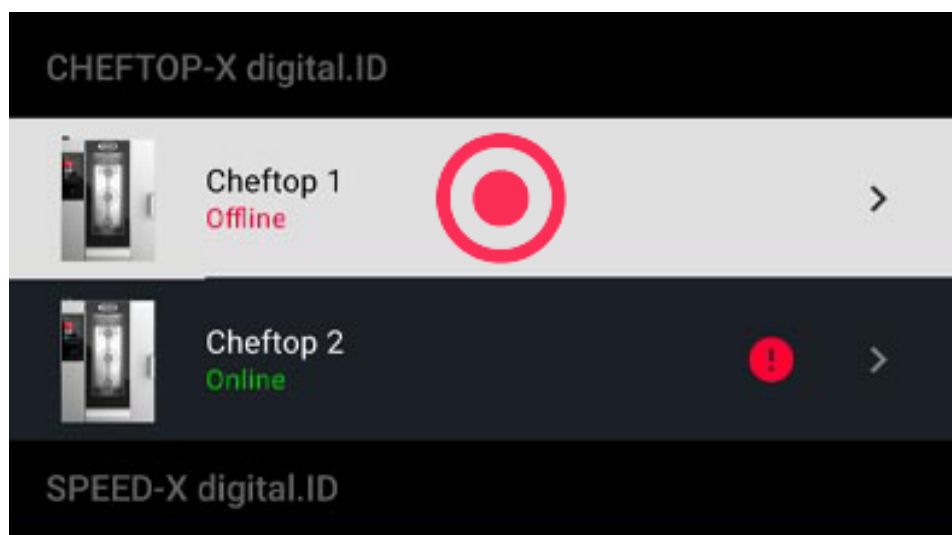 CHEFTOP-X digital.ID
Cheftop 1
Offline
Cheftop 2
Online
SPEED-X digital.ID